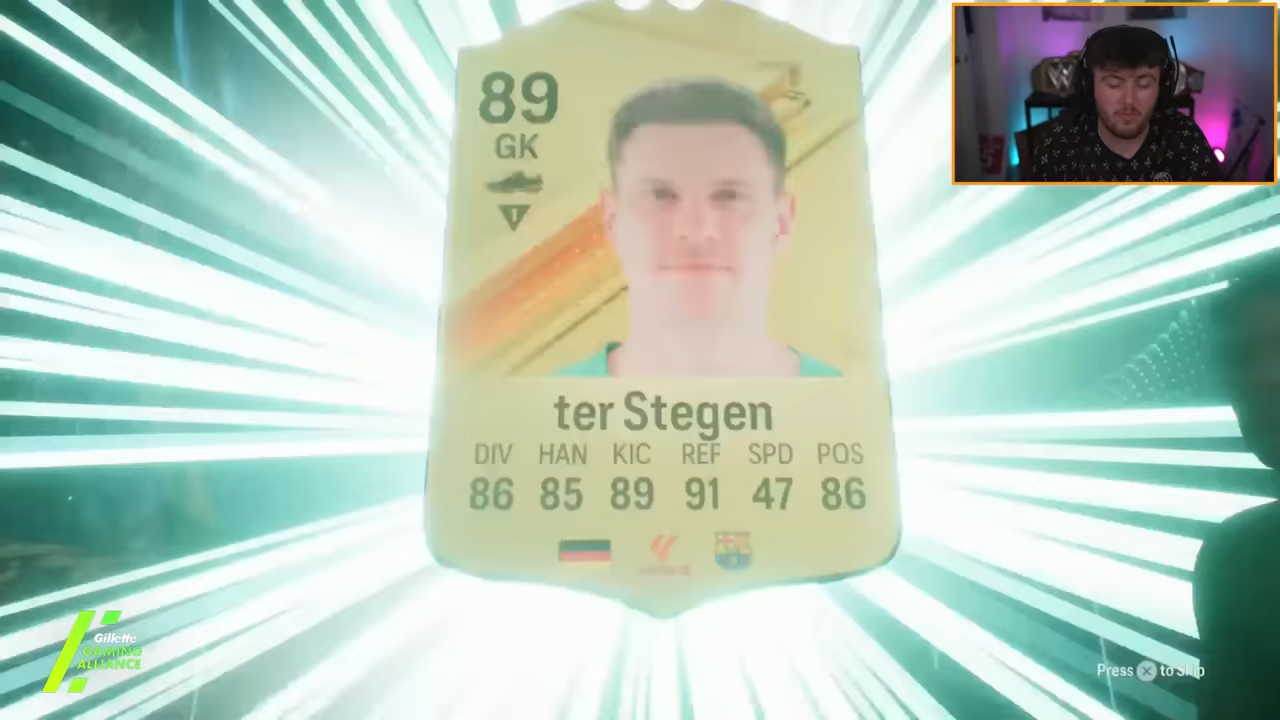 89
GK
1
ter Stegen
DIV HAN KIC REF SPD POS
86 85 89 91 47 86
Gillette
GAMING
ALLIANCE
Press X to Skip